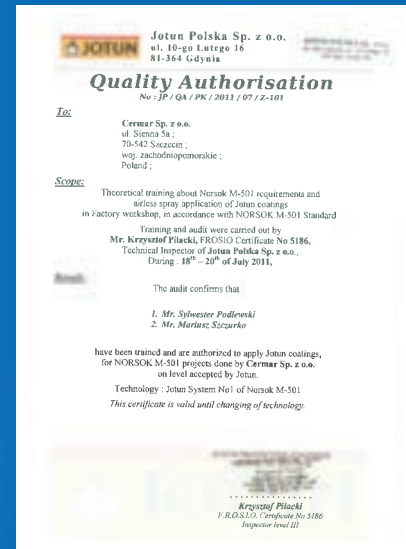 JOTUN
Jotun Polska Sp. z o.o.
ul. 10-go Lutego 16
81-364 Gdynia
Quality Authorisation
No : JP / QA / PK / 2011 / 07 / Z-101
To:
Cermar Sp. z o.o.
ul. Sienna 5a ;
70-542 Szczecin ;
woj. zachodniopomorskie ;
Poland ;
Scope:
Theoretical training about Norsok M-501 requirements and
airless spray application of Jotun coatings
in Factory workshop, in accordance with NORSOK M-501 Standard
Training and audit were carried out by
Mr. Krzysztof Pilacki, FROSIO Certificate No 5186,
Technical Inspector of Jotun Polska Sp. z o.o.,
During : 18th – 20th of July 2011,
The audit confirms that
1. Mr. Sylwester Podlewski
2. Mr. Mariusz Szczurko
have been trained and are authorized to apply Jotun coatings,
for NORSOK M-501 projects done by Cermar Sp. z o.o.
on level accepted by Jotun.
Technology : Jotun System No1 of Norsok M-501
This certificate is valid until changing of technology.
Krzysztof Pilacki
F.R.O.S.I.O. Certificate No 5186
Inspector level III